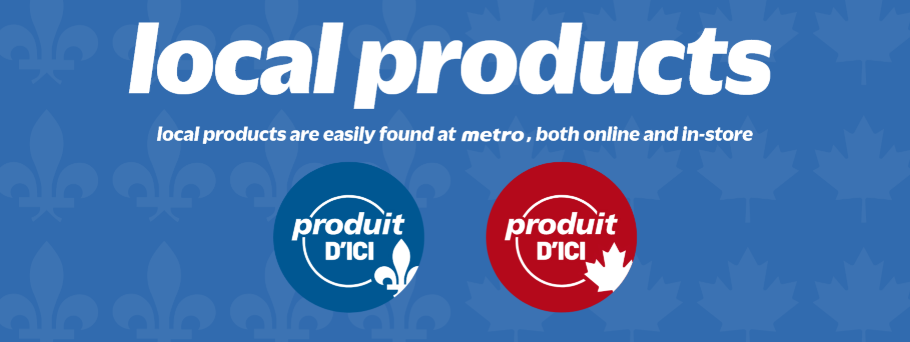 local products
local products are easily found at metro, both online and in-store
produit
D'ICI
produit
D'ICI